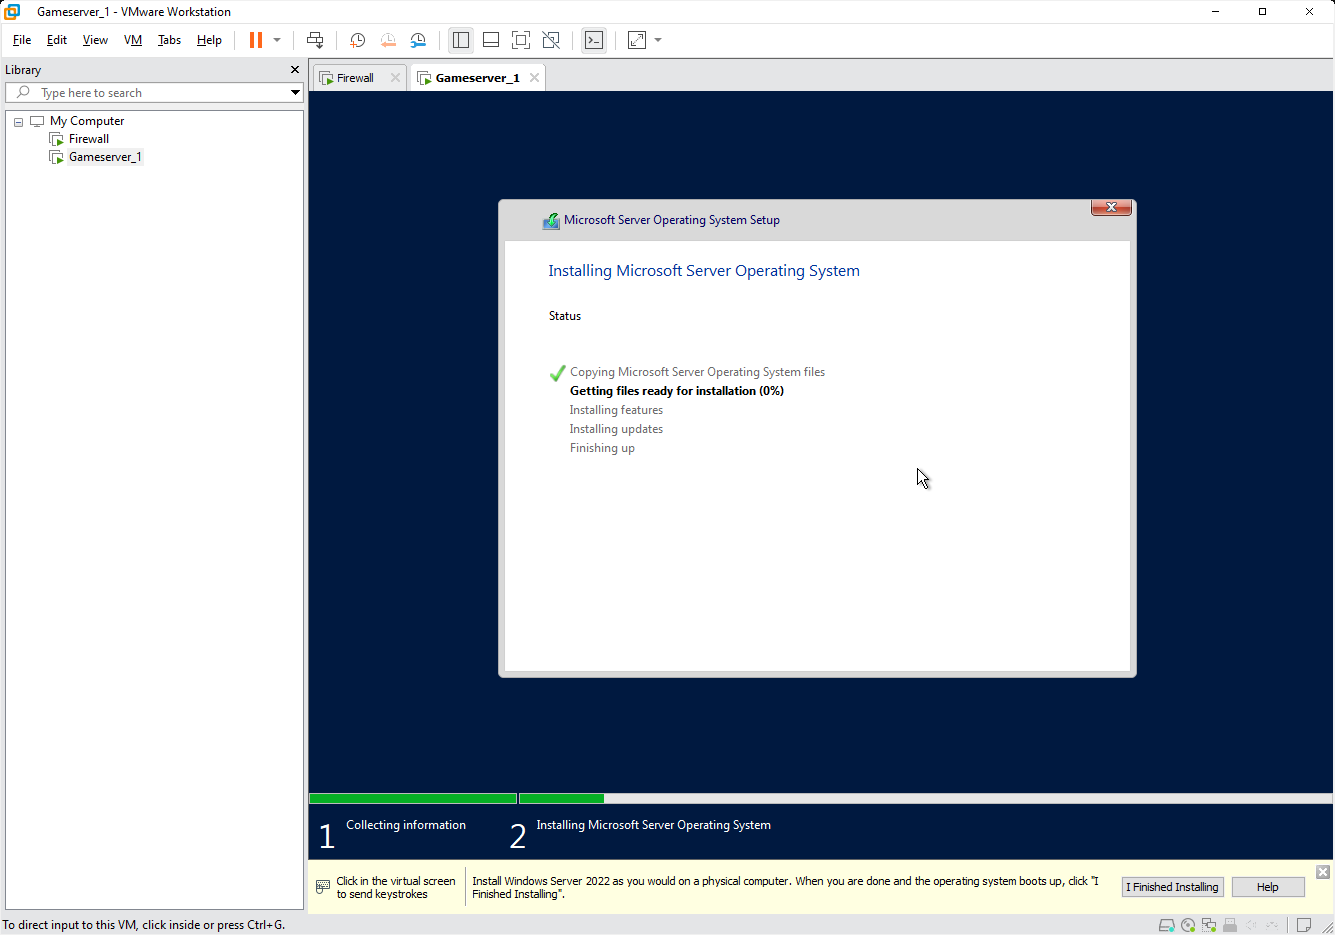 Gameserver_1 - VMware Workstation
File Edit View VM Tabs Help
Library
Type here to search
My Computer
Firewall
Gameserver_1
Firewall
Gameserver_1
Microsoft Server Operating System Setup
Installing Microsoft Server Operating System
Status
Copying Microsoft Server Operating System files
Getting files ready for installation (0%)
Installing features
Installing updates
Finishing up
1 Collecting information
2 Installing Microsoft Server Operating System
Click in the virtual screen
to send keystrokes
Install Windows Server 2022 as you would on a physical computer. When you are done and the operating system boots up, click "I
Finished Installing".
I Finished Installing
Help
To direct input to this VM, click inside or press Ctrl+G.